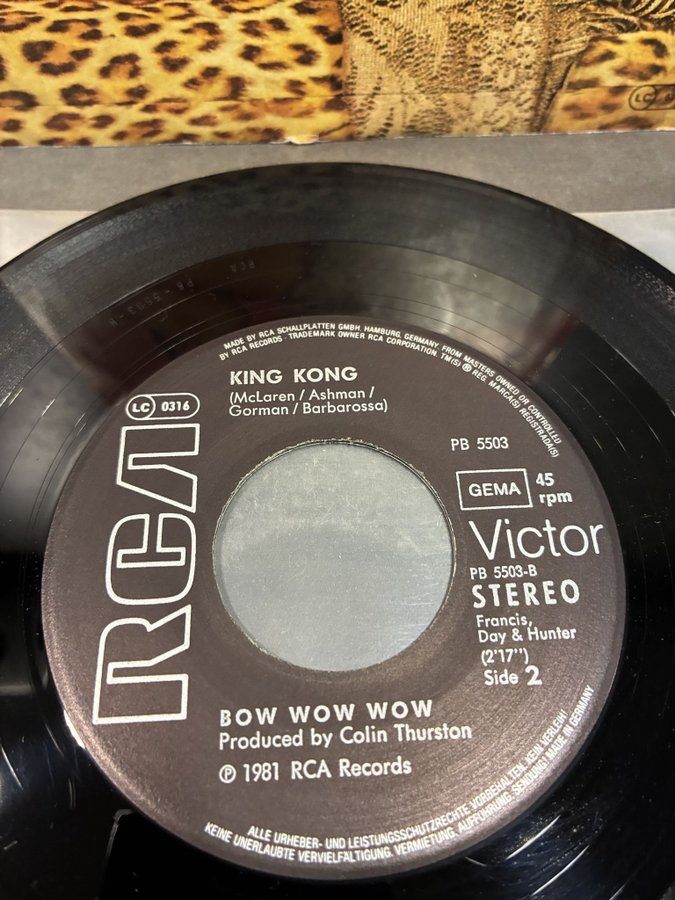 LC
MADE BY RCA SCHALLPLATTEN GMBH, HAMBURG, GERMANY, FROM MASTERS OWNED OR CONTROLLED
BY RCA RECORDS · TRADEMARK OWNER RCA CORPORATION. TM(S) ® REG. MARCA(S) REGISTRADA(S)
KING KONG
(McLaren / Ashman /
Gorman / Barbarossa)
LC 0316
PB 5503
GEMA
45
rpm
RCA
Victor
PB 5503-B
STEREO
Francis,
Day & Hunter
(2'17")
Side 2
BOW WOW WOW
Produced by Colin Thurston
℗ 1981 RCA Records
ALLE URHEBER- UND LEISTUNGSSCHUTZRECHTE VORBEHALTEN. KEIN VERLEIH!
KEINE UNERLAUBTE VERVIELFÄLTIGUNG, VERMIETUNG, AUFFÜHRUNG, SENDUNG! MADE IN GERMANY